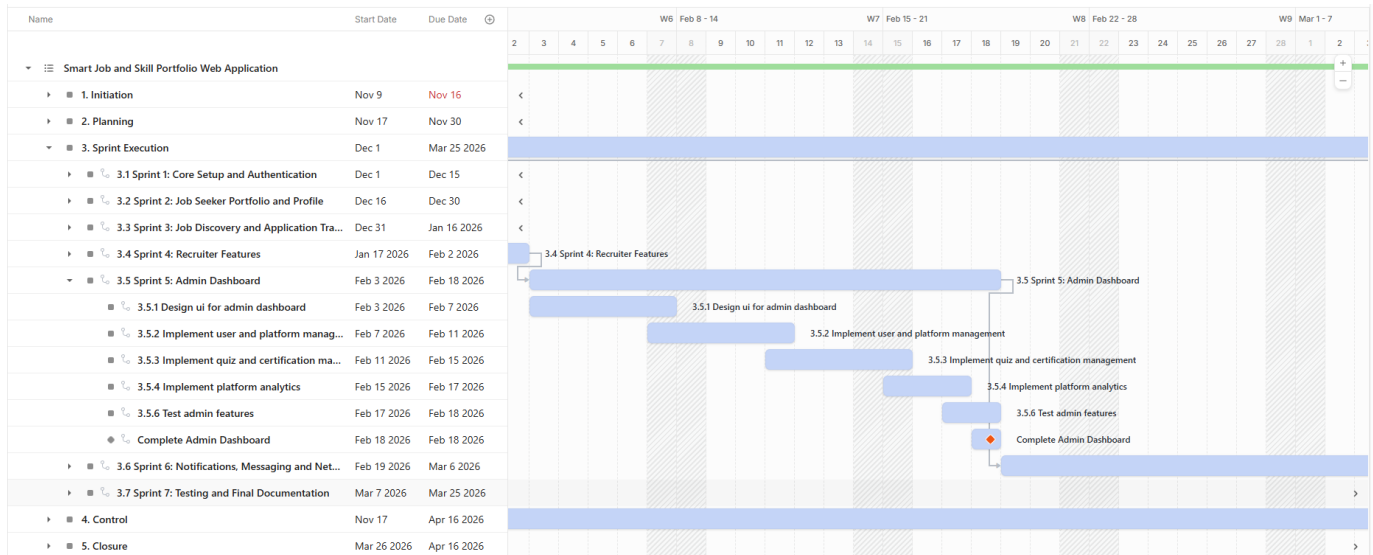 Name Start Date Due Date W6 Feb 8 - 14 W7 Feb 15 - 21 W8 Feb 22 - 28 W9 Mar 1 - 7
2 3 4 5 6 7 8 9 10 11 12 13 14 15 16 17 18 19 20 21 22 23 24 25 26 27 28 1 2
Smart Job and Skill Portfolio Web Application
1. Initiation Nov 9 Nov 16
2. Planning Nov 17 Nov 30
3. Sprint Execution Dec 1 Mar 25 2026
3.1 Sprint 1: Core Setup and Authentication Dec 1 Dec 15
3.2 Sprint 2: Job Seeker Portfolio and Profile Dec 16 Dec 30
3.3 Sprint 3: Job Discovery and Application Tra... Dec 31 Jan 16 2026
3.4 Sprint 4: Recruiter Features Jan 17 2026 Feb 2 2026 3.4 Sprint 4: Recruiter Features
3.5 Sprint 5: Admin Dashboard Feb 3 2026 Feb 18 2026 3.5 Sprint 5: Admin Dashboard
3.5.1 Design ui for admin dashboard Feb 3 2026 Feb 7 2026 3.5.1 Design ui for admin dashboard
3.5.2 Implement user and platform manag... Feb 7 2026 Feb 11 2026 3.5.2 Implement user and platform management
3.5.3 Implement quiz and certification ma... Feb 11 2026 Feb 15 2026 3.5.3 Implement quiz and certification management
3.5.4 Implement platform analytics Feb 15 2026 Feb 17 2026 3.5.4 Implement platform analytics
3.5.6 Test admin features Feb 17 2026 Feb 18 2026 3.5.6 Test admin features
Complete Admin Dashboard Feb 18 2026 Feb 18 2026 Complete Admin Dashboard
3.6 Sprint 6: Notifications, Messaging and Net... Feb 19 2026 Mar 6 2026
3.7 Sprint 7: Testing and Final Documentation Mar 7 2026 Mar 25 2026
4. Control Nov 17 Apr 16 2026
5. Closure Mar 26 2026 Apr 16 2026